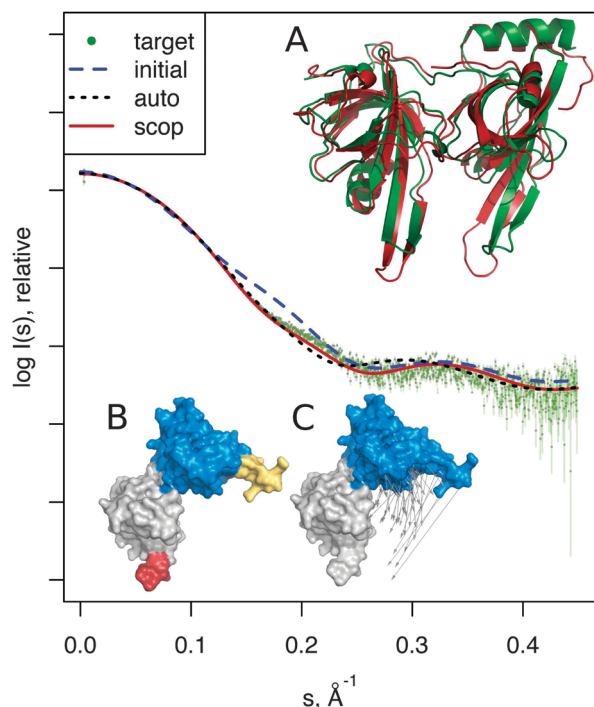 target
initial
auto
scop
A
log I(s), relative
B
C
0.0 0.1 0.2 0.3 0.4
s, Å-1